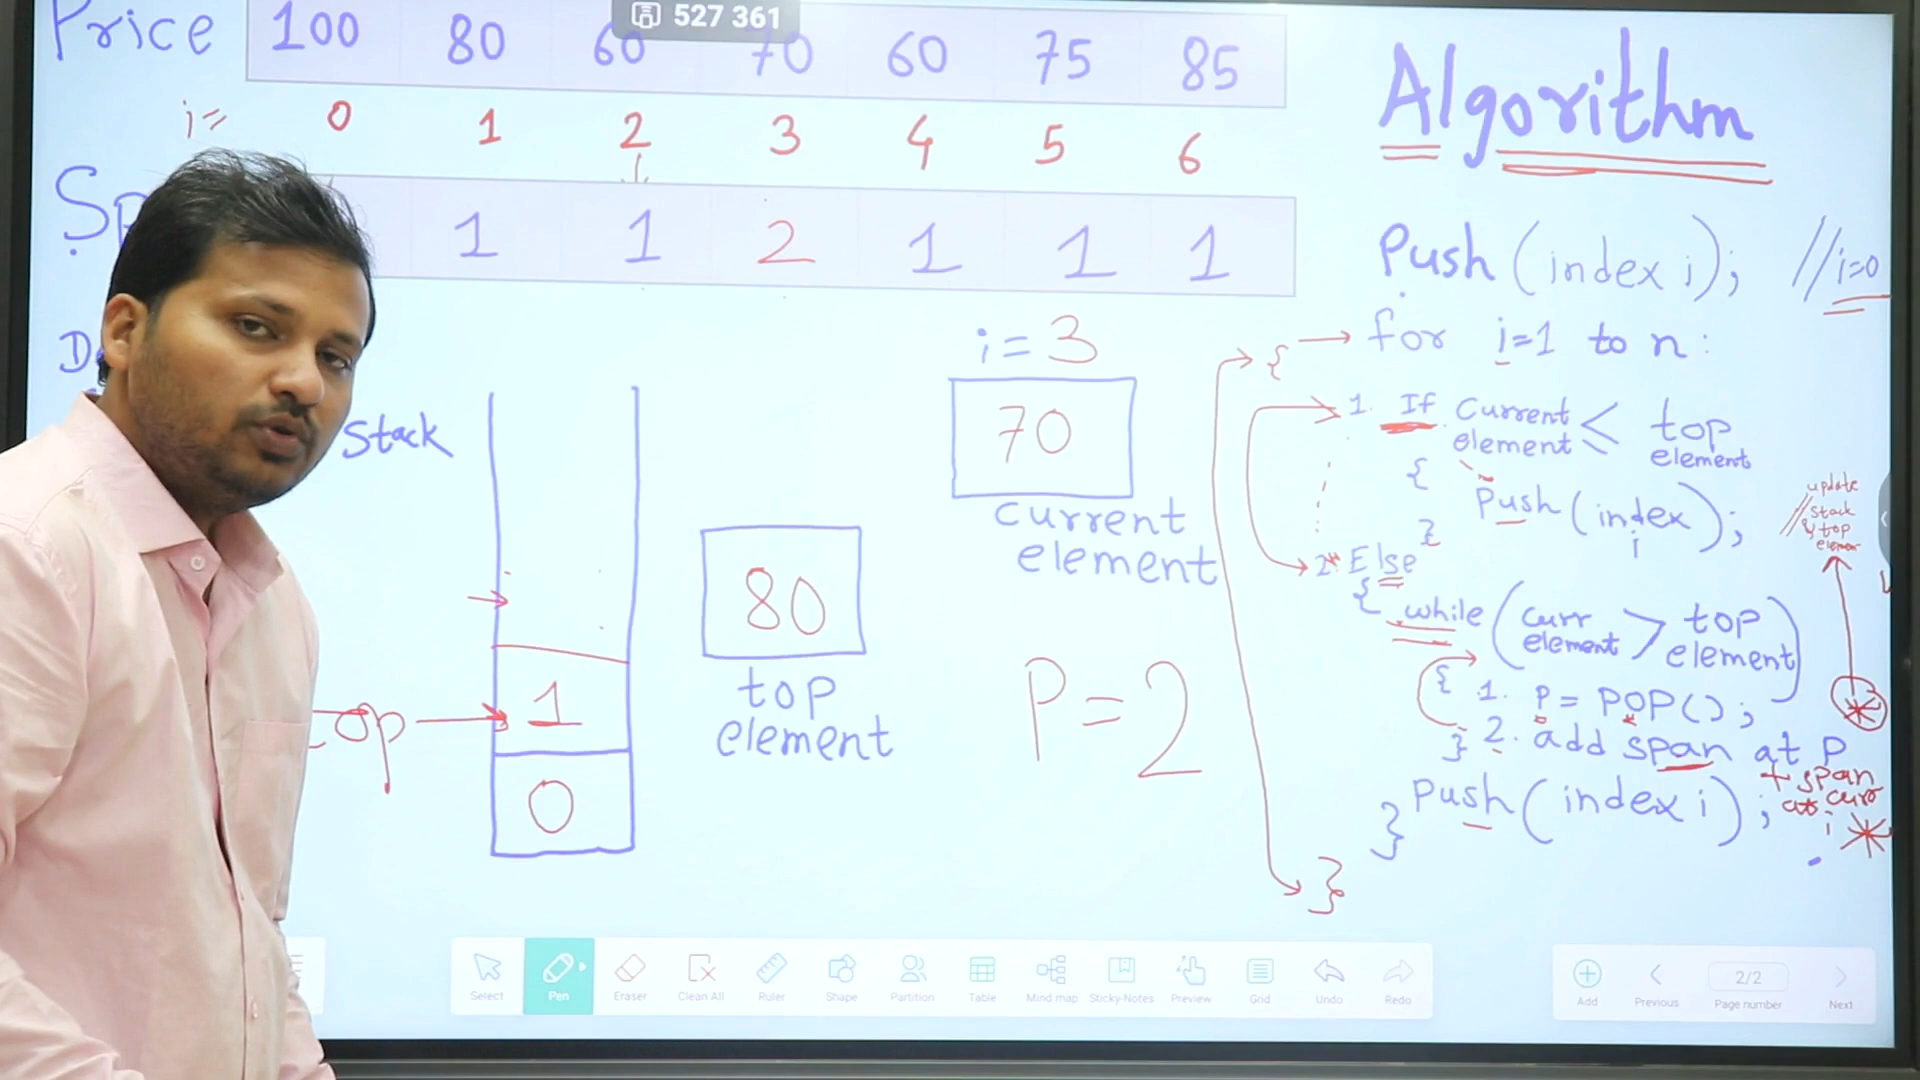 527 361
Price 100 80 60 70 60 75 85
i= 0 1 2 3 4 5 6
1 1 2 1 1 1
Stack
1
0
80
top
element
i = 3
70
current
element
P = 2
Algorithm
Push (index i); // i=0
{ for i=1 to n:
1. If Current element <= top element
{
Push (index i);
}
// update stack & top element
2. Else
{ while (curr element > top element)
{ 1. P = POP();
} 2. add span at P
+ span at curr i
Push (index i);
}
}
Select Pen Eraser Clean All Ruler Shape Partition Table Mind map Sticky-Notes Preview Grid Undo Redo
Add Previous 2/2 Page number Next